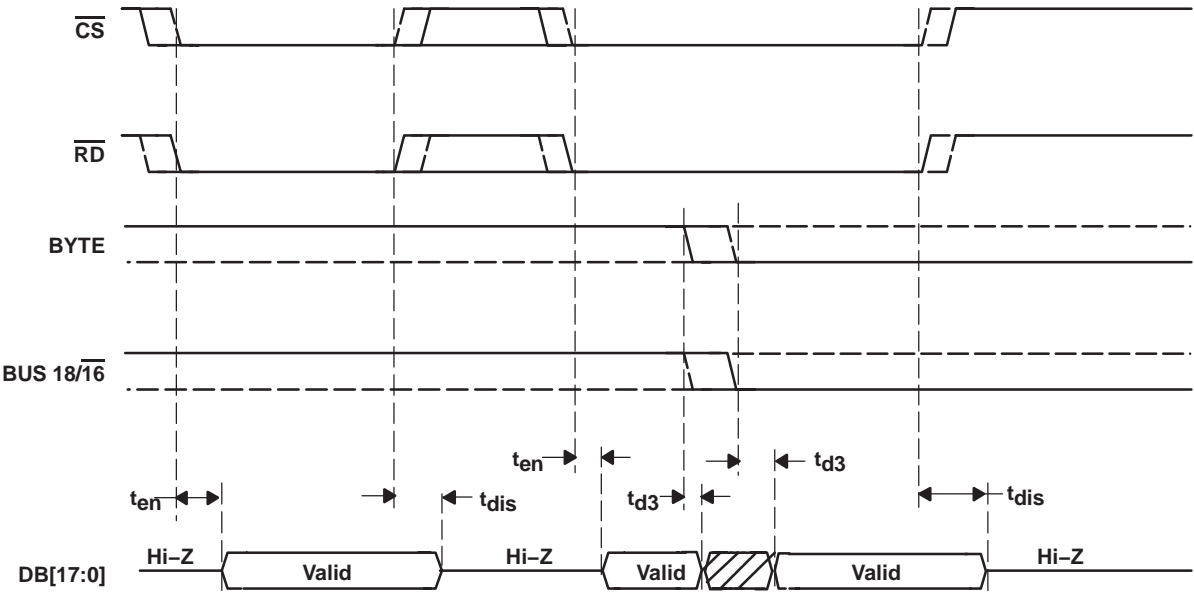 CS
RD
BYTE
BUS 18/16
ten
td3
ten
td3
tdis
tdis
Hi–Z
Hi–Z
Hi–Z
DB[17:0]
Valid
Valid
Valid